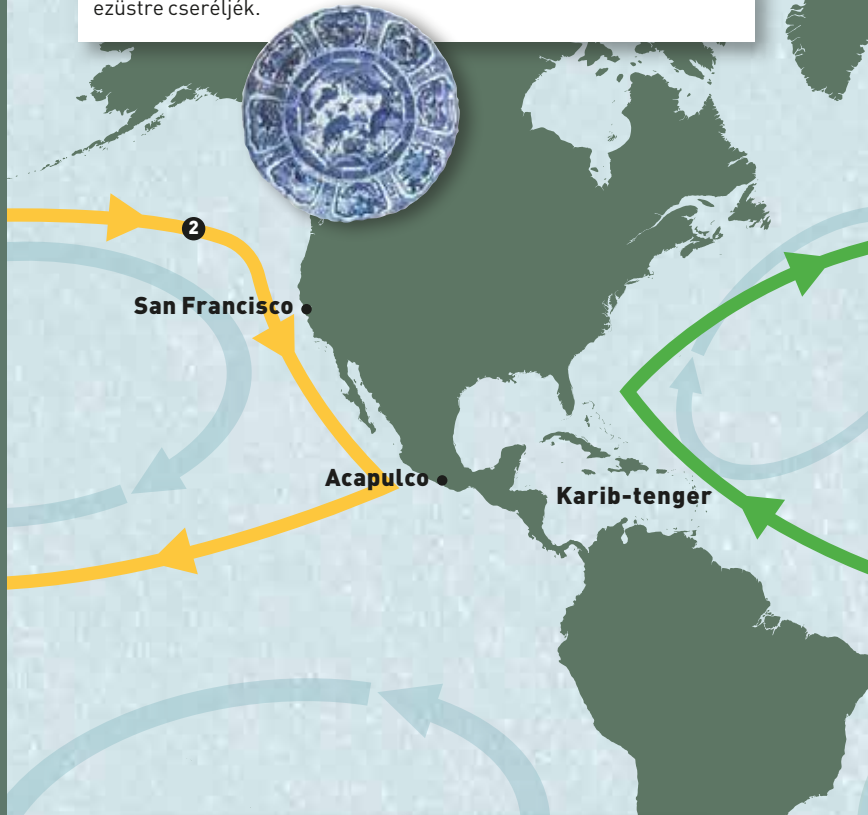 ezüstre cseréljék.
2
San Francisco
Acapulco
Karib-tenger